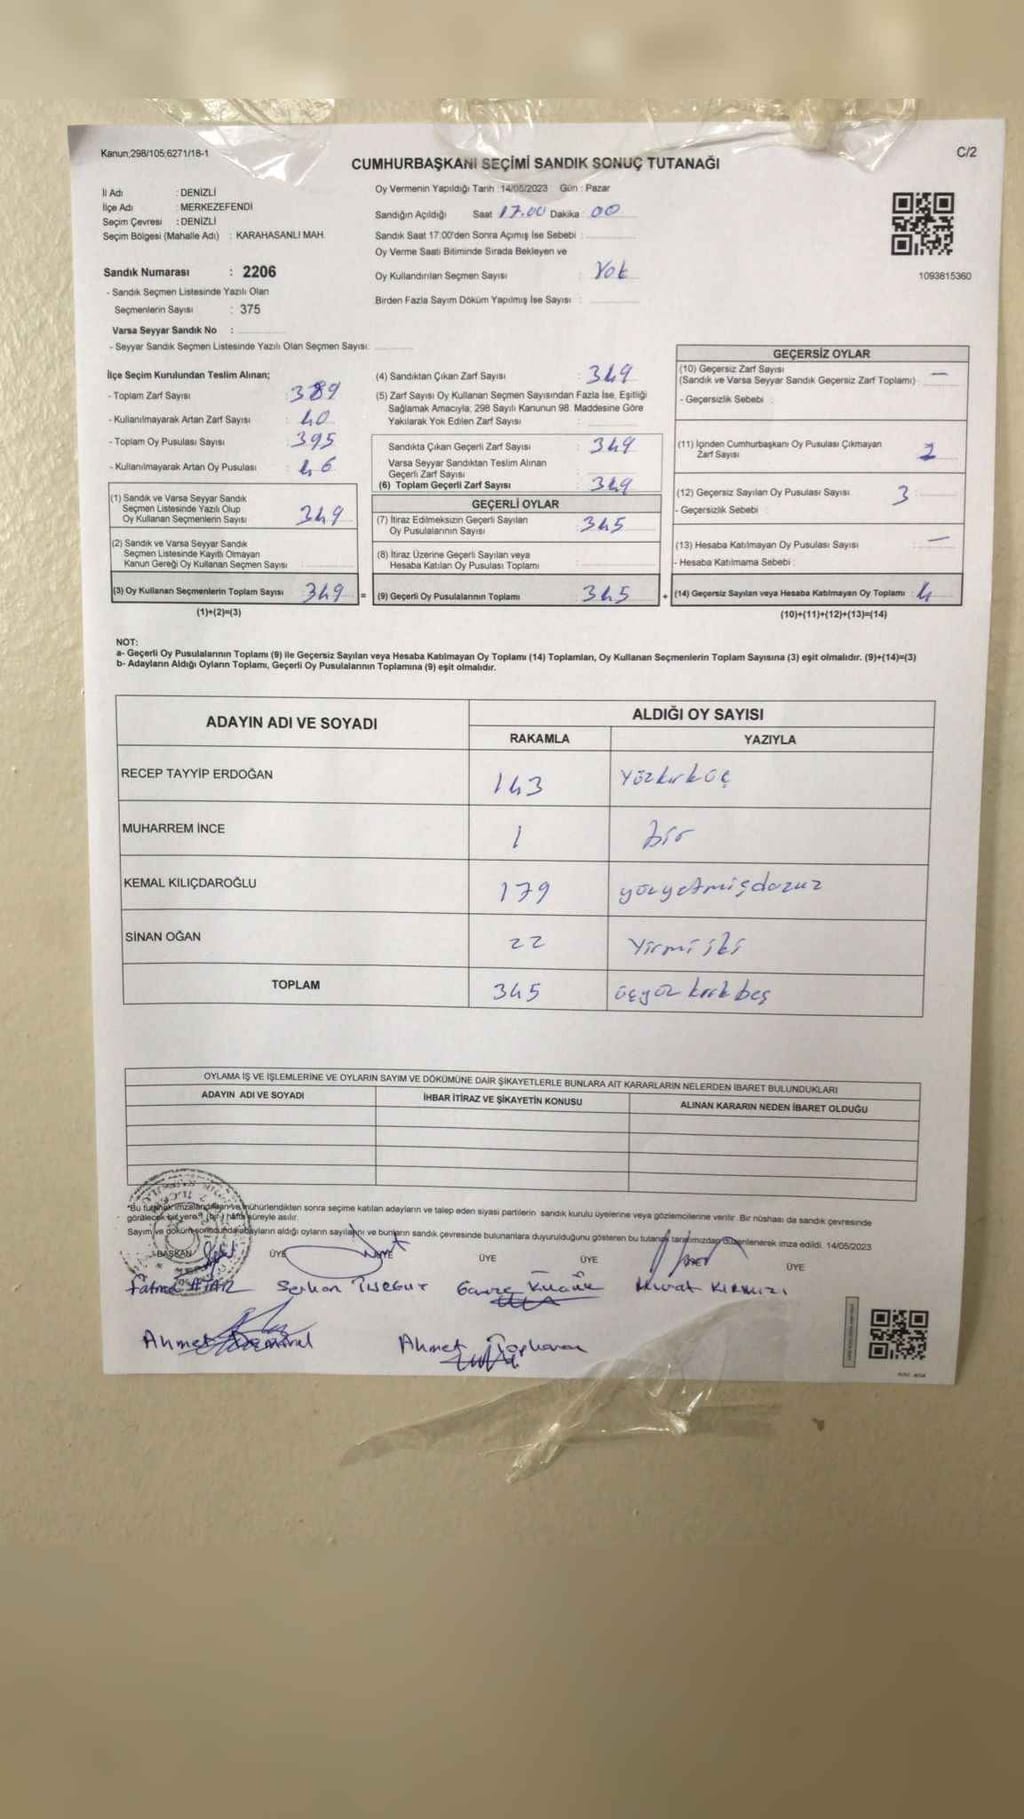 Kanun;298/105;6271/18-1
C/2
CUMHURBAŞKANI SEÇİMİ SANDIK SONUÇ TUTANAĞI
İl Adı : DENİZLİ
İlçe Adı : MERKEZEFENDİ
Seçim Çevresi : DENİZLİ
Seçim Bölgesi (Mahalle Adı) : KARAHASANLI MAH.
Sandık Numarası : 2206
- Sandık Seçmen Listesinde Yazılı Olan
Seçmenlerin Sayısı : 375
Varsa Seyyar Sandık No :
- Seyyar Sandık Seçmen Listesinde Yazılı Olan Seçmen Sayısı:
Oy Vermenin Yapıldığı Tarih : 14/05/2023 Gün : Pazar
Sandığın Açıldığı Saat 17.00 Dakika : 00
Sandık Saat 17:00'den Sonra Açılmış İse Sebebi :
Oy Verme Saati Bitiminde Sırada Bekleyen ve
Oy Kullandırılan Seçmen Sayısı : Yok
Birden Fazla Sayım Döküm Yapılmış İse Sayısı :
1093815360
İlçe Seçim Kurulundan Teslim Alınan;
- Toplam Zarf Sayısı : 389
- Kullanılmayarak Artan Zarf Sayısı : 40
- Toplam Oy Pusulası Sayısı : 395
- Kullanılmayarak Artan Oy Pusulası : 46
(1) Sandık ve Varsa Seyyar Sandık
Seçmen Listesinde Yazılı Olup
Oy Kullanan Seçmenlerin Sayısı : 349
(2) Sandık ve Varsa Seyyar Sandık
Seçmen Listesinde Kayıtlı Olmayan
Kanun Gereği Oy Kullanan Seçmen Sayısı :
(3) Oy Kullanan Seçmenlerin Toplam Sayısı : 349 =
(1)+(2)=(3)
(4) Sandıktan Çıkan Zarf Sayısı : 349
(5) Zarf Sayısı Oy Kullanan Seçmen Sayısından Fazla İse, Eşitliği
Sağlamak Amacıyla; 298 Sayılı Kanunun 98. Maddesine Göre
Yakılarak Yok Edilen Zarf Sayısı :
Sandıkta Çıkan Geçerli Zarf Sayısı : 349
Varsa Seyyar Sandıktan Teslim Alınan
Geçerli Zarf Sayısı :
(6) Toplam Geçerli Zarf Sayısı : 349
GEÇERLİ OYLAR
(7) İtiraz Edilmeksizin Geçerli Sayılan
Oy Pusulalarının Sayısı : 345
(8) İtiraz Üzerine Geçerli Sayılan veya
Hesaba Katılan Oy Pusulası Toplamı :
(9) Geçerli Oy Pusulalarının Toplamı : 345 +
GEÇERSİZ OYLAR
(10) Geçersiz Zarf Sayısı : —
(Sandık ve Varsa Seyyar Sandık Geçersiz Zarf Toplamı)
- Geçersizlik Sebebi :
(11) İçinden Cumhurbaşkanı Oy Pusulası Çıkmayan
Zarf Sayısı :
(12) Geçersiz Sayılan Oy Pusulası Sayısı : 3
- Geçersizlik Sebebi :
(13) Hesaba Katılmayan Oy Pusulası Sayısı : —
- Hesaba Katılmama Sebebi :
(14) Geçersiz Sayılan veya Hesaba Katılmayan Oy Toplamı : 4
(10)+(11)+(12)+(13)=(14)
NOT:
a- Geçerli Oy Pusulalarının Toplamı (9) ile Geçersiz Sayılan veya Hesaba Katılmayan Oy Toplamı (14) Toplamları, Oy Kullanan Seçmenlerin Toplam Sayısına (3) eşit olmalıdır. (9)+(14)=(3)
b- Adayların Aldığı Oyların Toplamı, Geçerli Oy Pusulalarının Toplamına (9) eşit olmalıdır.
ADAYIN ADI VE SOYADI ALDIĞI OY SAYISI
RAKAMLA YAZIYLA
RECEP TAYYİP ERDOĞAN 143 Yüzkırküç
MUHARREM İNCE 1 bir
KEMAL KILIÇDAROĞLU 179 yüzyetmişdozuz
SİNAN OĞAN 22 Yirmi iki
TOPLAM 345 üçyüz kırk beş
OYLAMA İŞ VE İŞLEMLERİNE VE OYLARIN SAYIM VE DÖKÜMÜNE DAİR ŞİKAYETLERLE BUNLARA AİT KARARLARIN NELERDEN İBARET BULUNDUKLARI
ADAYIN ADI VE SOYADI İHBAR İTİRAZ VE ŞİKAYETİN KONUSU ALINAN KARARIN NEDEN İBARET OLDUĞU
*Bu tutanak imzalandıktan ve mühürlendikten sonra seçime katılan adayların ve talep eden siyasi partilerin sandık kurulu üyelerine veya gözlemcilerine verilir. Bir nüshası da sandık çevresinde
görülecek bir yere (bir) hafta süreyle asılır.
Sayım ve döküm sonunda adayların aldığı oyların sayılarını ve bunların sandık çevresinde bulunanlara duyurulduğunu gösteren bu tutanak tarafımızdan düzenlenerek imza edildi. 14/05/2023
BAŞKAN ÜYE ÜYE ÜYE ÜYE
Fatma Serkan Murat KIRMIZI
Ahmet Demiral Ahmet Topkara